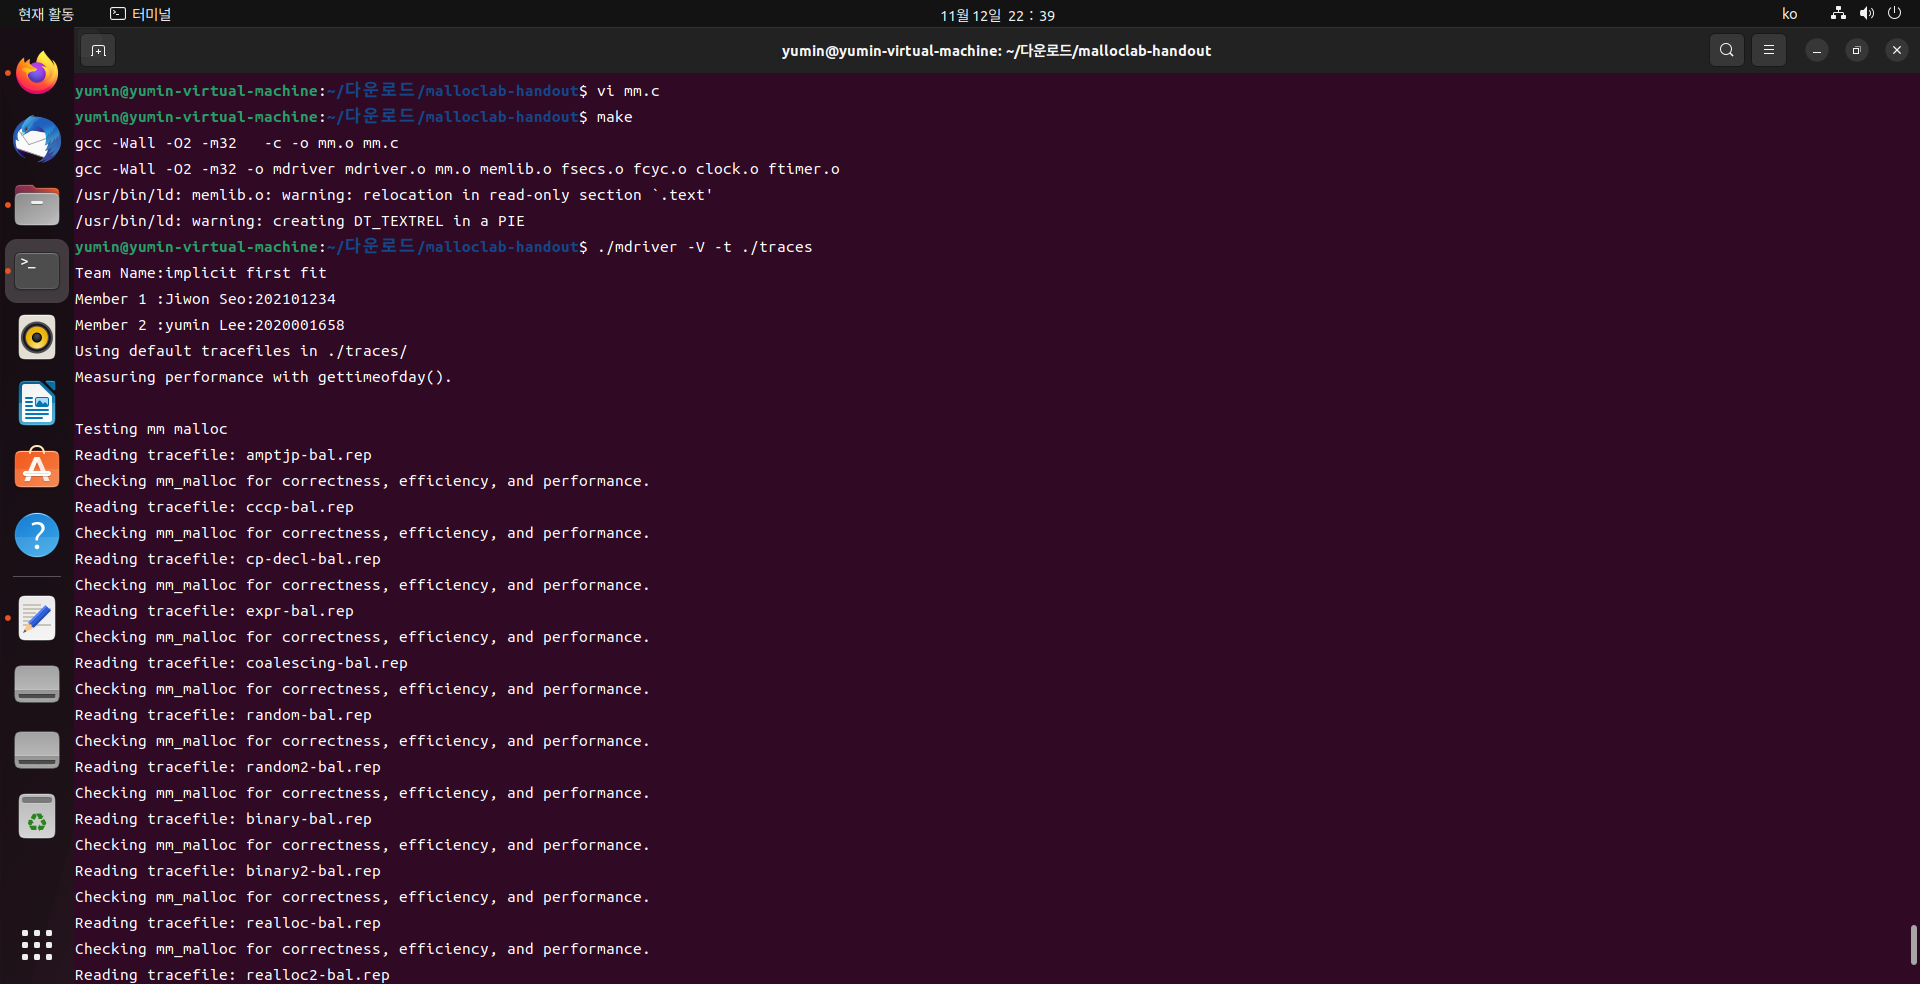 현재 활동
터미널
11월 12일 22 : 39
ko
yumin@yumin-virtual-machine: ~/다운로드/malloclab-handout
yumin@yumin-virtual-machine:~/다운로드/malloclab-handout$ vi mm.c
yumin@yumin-virtual-machine:~/다운로드/malloclab-handout$ make
gcc -Wall -O2 -m32   -c -o mm.o mm.c
gcc -Wall -O2 -m32 -o mdriver mdriver.o mm.o memlib.o fsecs.o fcyc.o clock.o ftimer.o
/usr/bin/ld: memlib.o: warning: relocation in read-only section `.text'
/usr/bin/ld: warning: creating DT_TEXTREL in a PIE
yumin@yumin-virtual-machine:~/다운로드/malloclab-handout$ ./mdriver -V -t ./traces
Team Name:implicit first fit
Member 1 :Jiwon Seo:202101234
Member 2 :yumin Lee:2020001658
Using default tracefiles in ./traces/
Measuring performance with gettimeofday().
Testing mm malloc
Reading tracefile: amptjp-bal.rep
Checking mm_malloc for correctness, efficiency, and performance.
Reading tracefile: cccp-bal.rep
Checking mm_malloc for correctness, efficiency, and performance.
Reading tracefile: cp-decl-bal.rep
Checking mm_malloc for correctness, efficiency, and performance.
Reading tracefile: expr-bal.rep
Checking mm_malloc for correctness, efficiency, and performance.
Reading tracefile: coalescing-bal.rep
Checking mm_malloc for correctness, efficiency, and performance.
Reading tracefile: random-bal.rep
Checking mm_malloc for correctness, efficiency, and performance.
Reading tracefile: random2-bal.rep
Checking mm_malloc for correctness, efficiency, and performance.
Reading tracefile: binary-bal.rep
Checking mm_malloc for correctness, efficiency, and performance.
Reading tracefile: binary2-bal.rep
Checking mm_malloc for correctness, efficiency, and performance.
Reading tracefile: realloc-bal.rep
Checking mm_malloc for correctness, efficiency, and performance.
Reading tracefile: realloc2-bal.rep